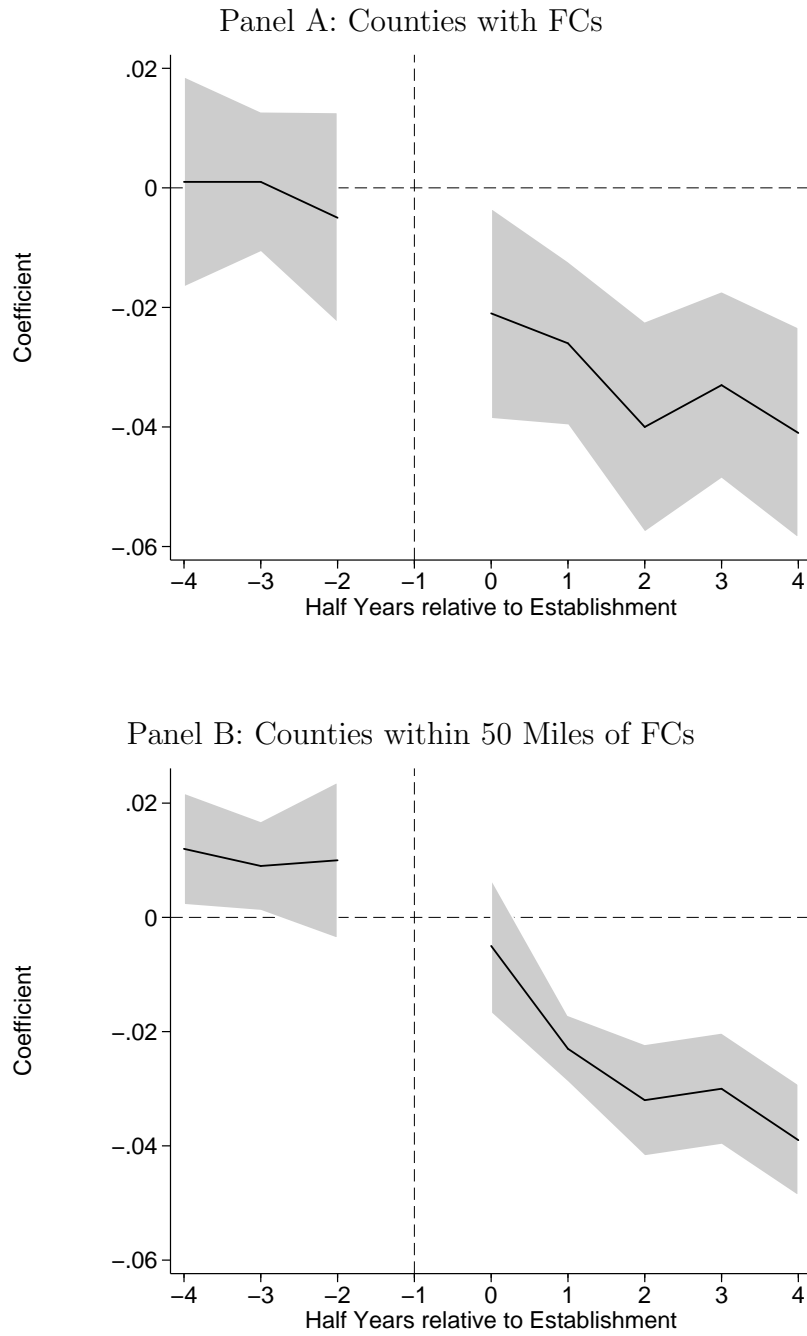 Panel A: Counties with FCs
.02
0
−.02
−.04
−.06
Coefficient
−4 −3 −2 −1 0 1 2 3 4
Half Years relative to Establishment
Panel B: Counties within 50 Miles of FCs
.02
0
−.02
−.04
−.06
Coefficient
−4 −3 −2 −1 0 1 2 3 4
Half Years relative to Establishment